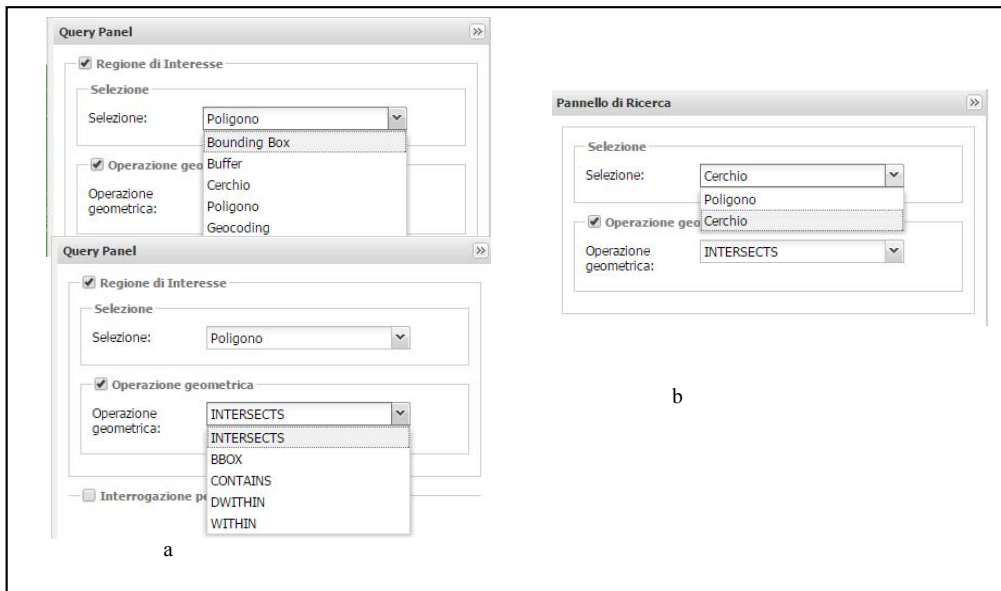 Query Panel
Regione di Interesse
Selezione
Selezione:
Poligono
Bounding Box
Buffer
Cerchio
Poligono
Geocoding
Operazione geo
Operazione
geometrica:
Query Panel
Regione di Interesse
Selezione
Selezione:
Poligono
Operazione geometrica
Operazione
geometrica:
INTERSECTS
INTERSECTS
BBOX
CONTAINS
DWITHIN
WITHIN
Interrogazione pe
a
Pannello di Ricerca
Selezione
Selezione:
Cerchio
Poligono
Cerchio
Operazione geo
Operazione
geometrica:
INTERSECTS
b